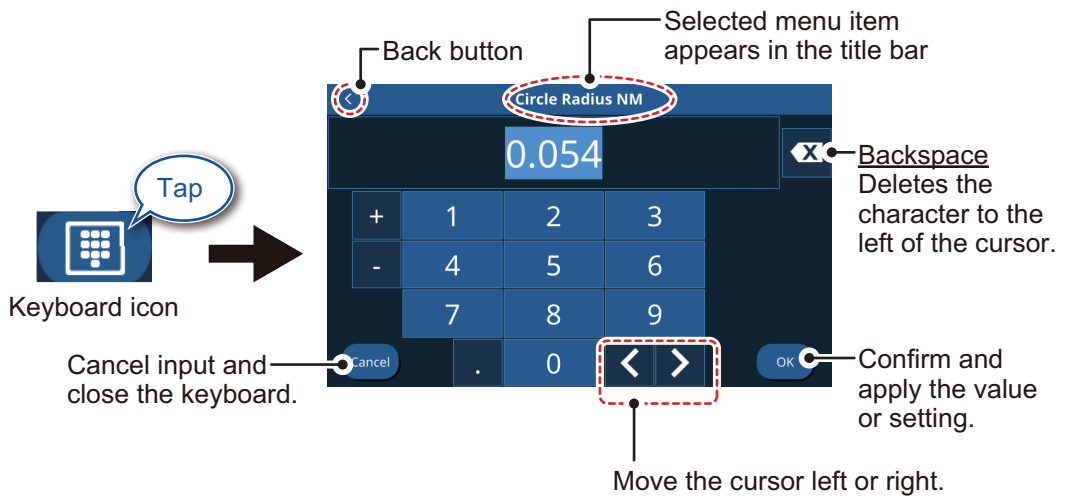 Selected menu item
appears in the title bar
Back button
Circle Radius NM
0.054
Backspace
Deletes the
character to the
left of the cursor.
Tap
Keyboard icon
+ 1 2 3
- 4 5 6
7 8 9
Cancel . 0 OK
Cancel input and
close the keyboard.
Confirm and
apply the value
or setting.
Move the cursor left or right.